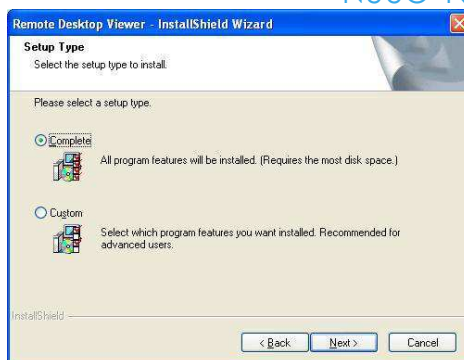 Remote Desktop Viewer - InstallShield Wizard
Setup Type
Select the setup type to install.
Please select a setup type.
Complete
All program features will be installed. (Requires the most disk space.)
Custom
Select which program features you want installed. Recommended for
advanced users.
InstallShield
< Back
Next >
Cancel